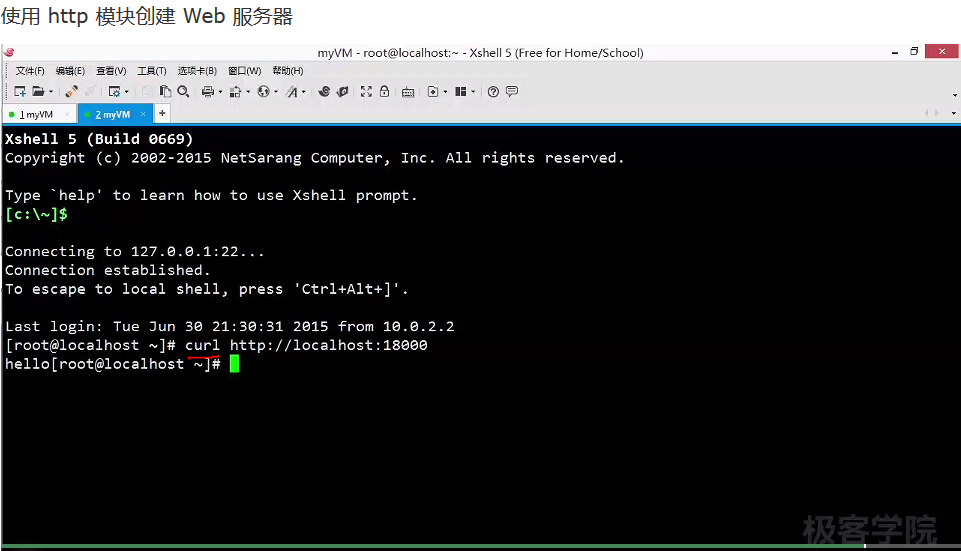 使用 http 模块创建 Web 服务器
myVM - root@localhost:~ - Xshell 5 (Free for Home/School)
文件(F) 编辑(E) 查看(V) 工具(T) 选项卡(B) 窗口(W) 帮助(H)
1 myVM × 2 myVM × +
Xshell 5 (Build 0669)
Copyright (c) 2002-2015 NetSarang Computer, Inc. All rights reserved.
Type `help' to learn how to use Xshell prompt.
[c:\~]$
Connecting to 127.0.0.1:22...
Connection established.
To escape to local shell, press 'Ctrl+Alt+]'.
Last login: Tue Jun 30 21:30:31 2015 from 10.0.2.2
[root@localhost ~]# curl http://localhost:18000
hello[root@localhost ~]#
极客学院